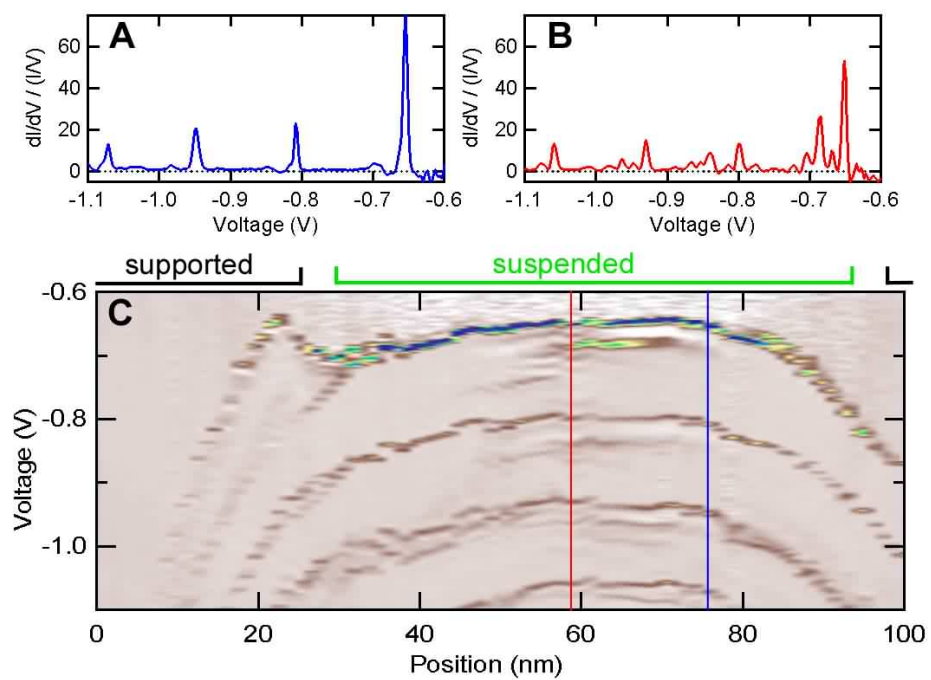 A
B
dI/dV / (I/V)
60
40
20
0
-1.1 -1.0 -0.9 -0.8 -0.7 -0.6
Voltage (V)
dI/dV / (I/V)
60
40
20
0
-1.1 -1.0 -0.9 -0.8 -0.7 -0.6
Voltage (V)
supported
suspended
C
Voltage (V)
-0.6
-0.8
-1.0
0 20 40 60 80 100
Position (nm)